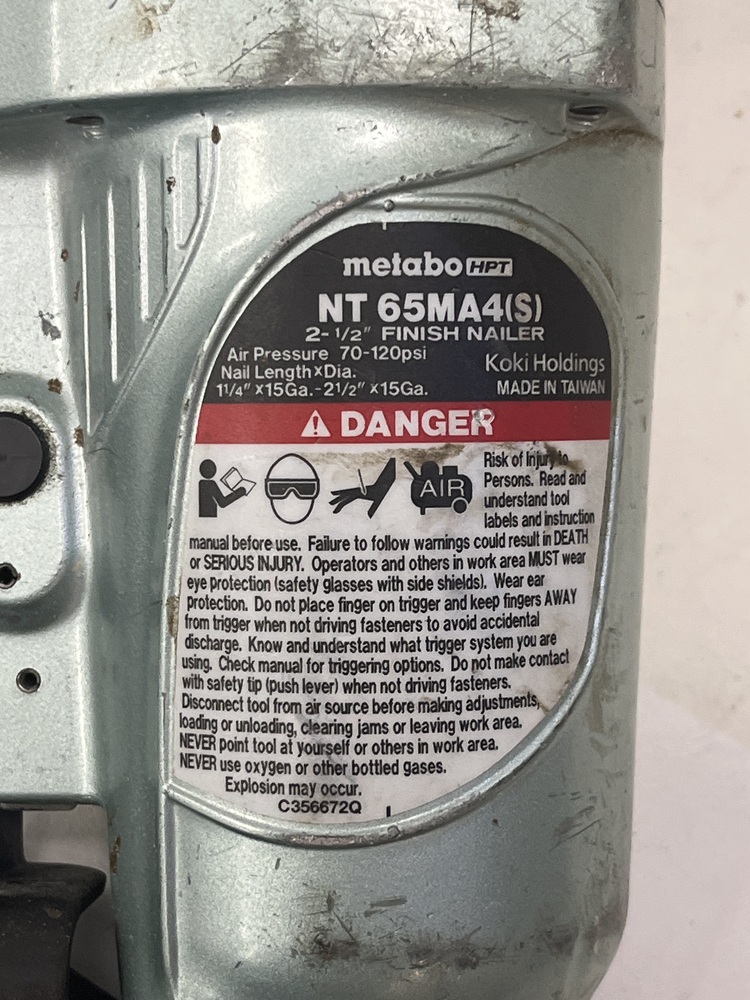 metabo HPT
NT 65MA4(S)
2-1/2" FINISH NAILER
Air Pressure 70-120psi
Nail Length×Dia.
1 1/4" ×15Ga.-2 1/2" ×15Ga.
Koki Holdings
MADE IN TAIWAN
⚠ DANGER
AIR
Risk of Injury to
Persons. Read and
understand tool
labels and instruction
manual before use. Failure to follow warnings could result in DEATH
or SERIOUS INJURY. Operators and others in work area MUST wear
eye protection (safety glasses with side shields). Wear ear
protection. Do not place finger on trigger and keep fingers AWAY
from trigger when not driving fasteners to avoid accidental
discharge. Know and understand what trigger system you are
using. Check manual for triggering options. Do not make contact
with safety tip (push lever) when not driving fasteners.
Disconnect tool from air source before making adjustments,
loading or unloading, clearing jams or leaving work area.
NEVER point tool at yourself or others in work area.
NEVER use oxygen or other bottled gases.
Explosion may occur.
C356672Q